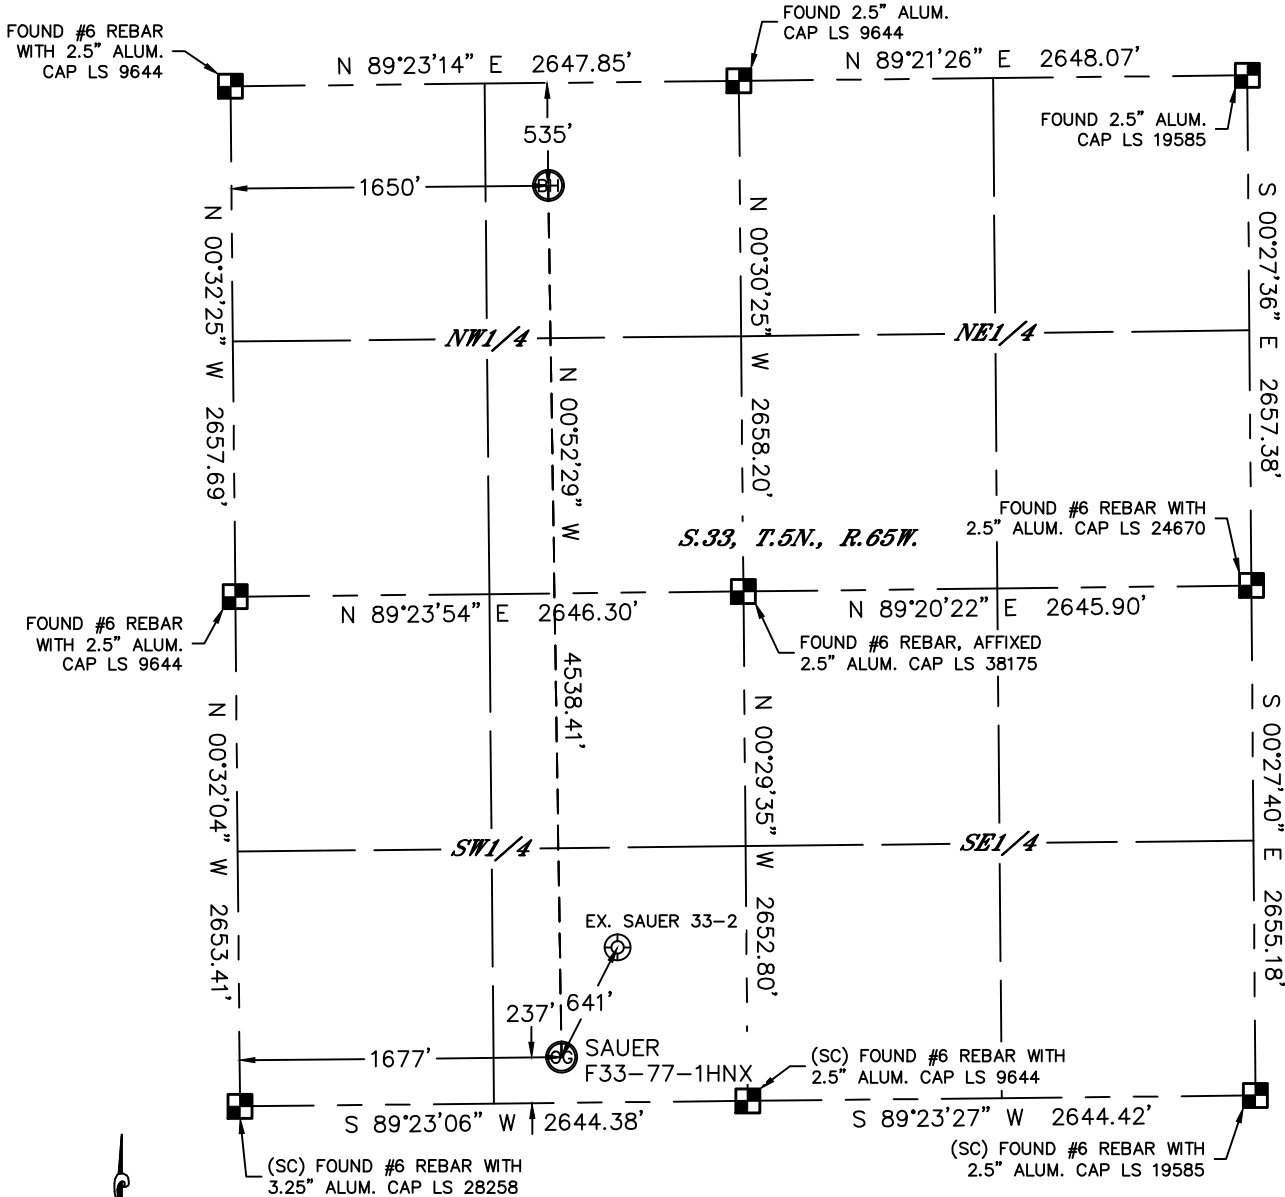 FOUND #6 REBAR
WITH 2.5" ALUM.
CAP LS 9644
FOUND 2.5" ALUM.
CAP LS 9644
N 89°23'14" E 2647.85'
N 89°21'26" E 2648.07'
FOUND 2.5" ALUM.
CAP LS 19585
535'
1650'
BH
N 00°32'25" W 2657.69'
N 00°30'25" W 2658.20'
S 00°27'36" E 2657.38'
NW1/4
NE1/4
N 00°52'29" W 4538.41'
S.33, T.5N., R.65W.
FOUND #6 REBAR WITH
2.5" ALUM. CAP LS 24670
N 89°23'54" E 2646.30'
N 89°20'22" E 2645.90'
FOUND #6 REBAR
WITH 2.5" ALUM.
CAP LS 9644
FOUND #6 REBAR, AFFIXED
2.5" ALUM. CAP LS 38175
N 00°32'04" W 2653.41'
N 00°29'35" W 2652.80'
S 00°27'40" E 2655.18'
SW1/4
SE1/4
EX. SAUER 33-2
237'
641'
1677'
OG
SAUER
F33-77-1HNX
(SC) FOUND #6 REBAR WITH
2.5" ALUM. CAP LS 9644
S 89°23'06" W 2644.38'
S 89°23'27" W 2644.42'
(SC) FOUND #6 REBAR WITH
3.25" ALUM. CAP LS 28258
(SC) FOUND #6 REBAR WITH
2.5" ALUM. CAP LS 19585